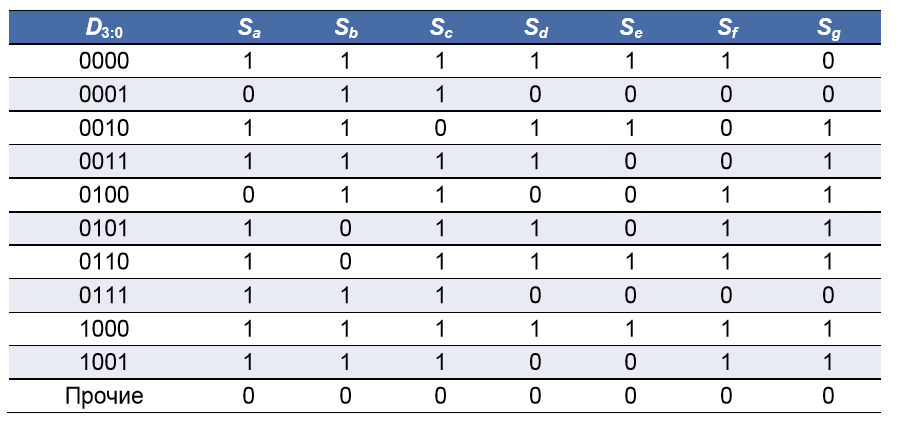 D3:0 Sa Sb Sc Sd Se Sf Sg
0000 1 1 1 1 1 1 0
0001 0 1 1 0 0 0 0
0010 1 1 0 1 1 0 1
0011 1 1 1 1 0 0 1
0100 0 1 1 0 0 1 1
0101 1 0 1 1 0 1 1
0110 1 0 1 1 1 1 1
0111 1 1 1 0 0 0 0
1000 1 1 1 1 1 1 1
1001 1 1 1 0 0 1 1
Прочие 0 0 0 0 0 0 0